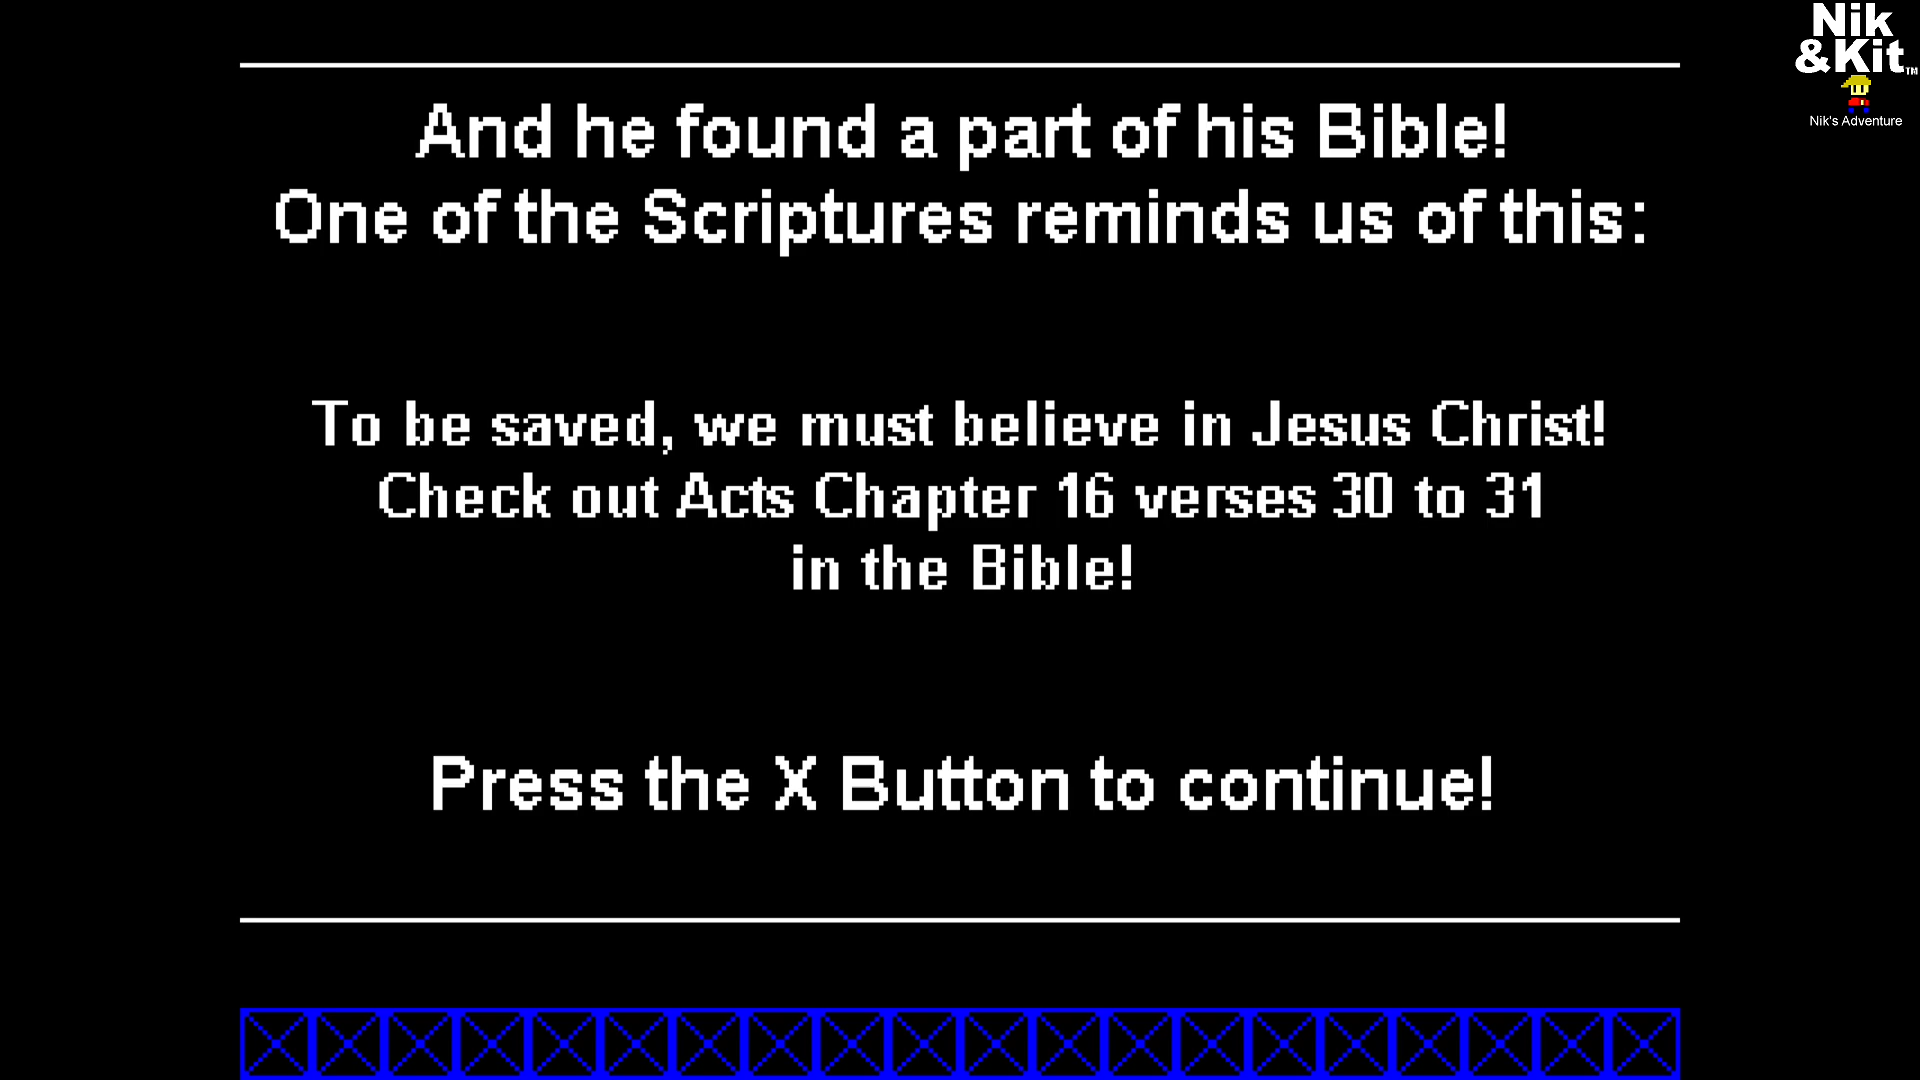 Nik
&Kit™
Nik's Adventure
And he found a part of his Bible!
One of the Scriptures reminds us of this:
To be saved, we must believe in Jesus Christ!
Check out Acts Chapter 16 verses 30 to 31
in the Bible!
Press the X Button to continue!